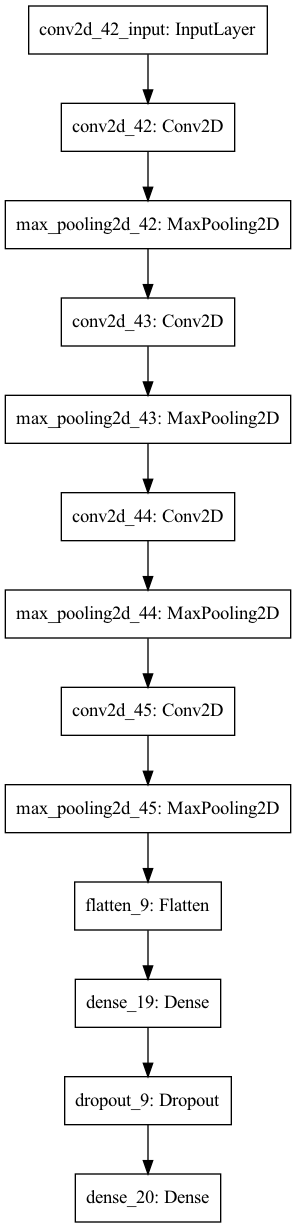 conv2d_42_input: InputLayer
conv2d_42: Conv2D
max_pooling2d_42: MaxPooling2D
conv2d_43: Conv2D
max_pooling2d_43: MaxPooling2D
conv2d_44: Conv2D
max_pooling2d_44: MaxPooling2D
conv2d_45: Conv2D
max_pooling2d_45: MaxPooling2D
flatten_9: Flatten
dense_19: Dense
dropout_9: Dropout
dense_20: Dense